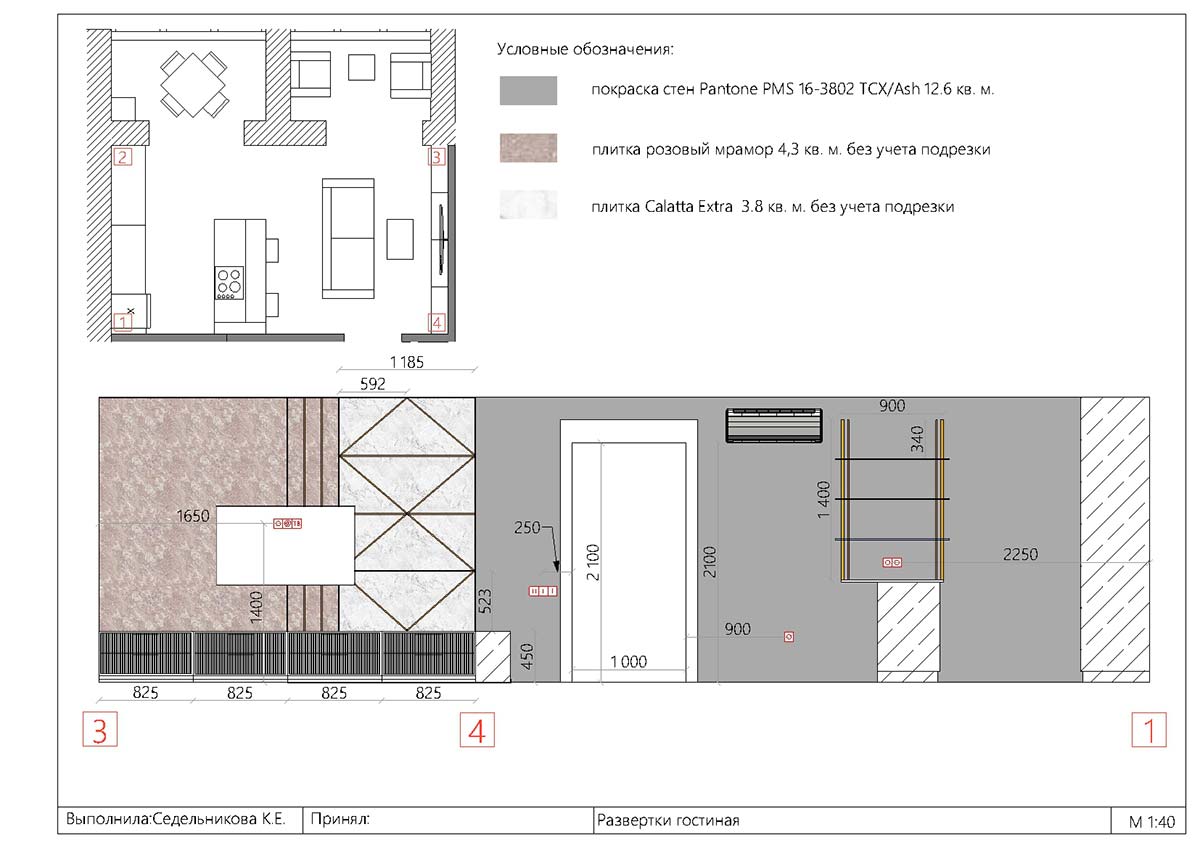 Условные обозначения:
покраска стен Pantone PMS 16-3802 TCX/Ash 12.6 кв. м.
плитка розовый мрамор 4,3 кв. м. без учета подрезки
плитка Calatta Extra 3.8 кв. м. без учета подрезки
2
3
x
1
4
1185
592
900
340
1650
1 400
250
2 100
2100
2250
1400
523
900
450
1 000
825 825 825 825
3
4
1
Выполнила:Седельникова К.Е.
Принял:
Развертки гостиная
М 1:40